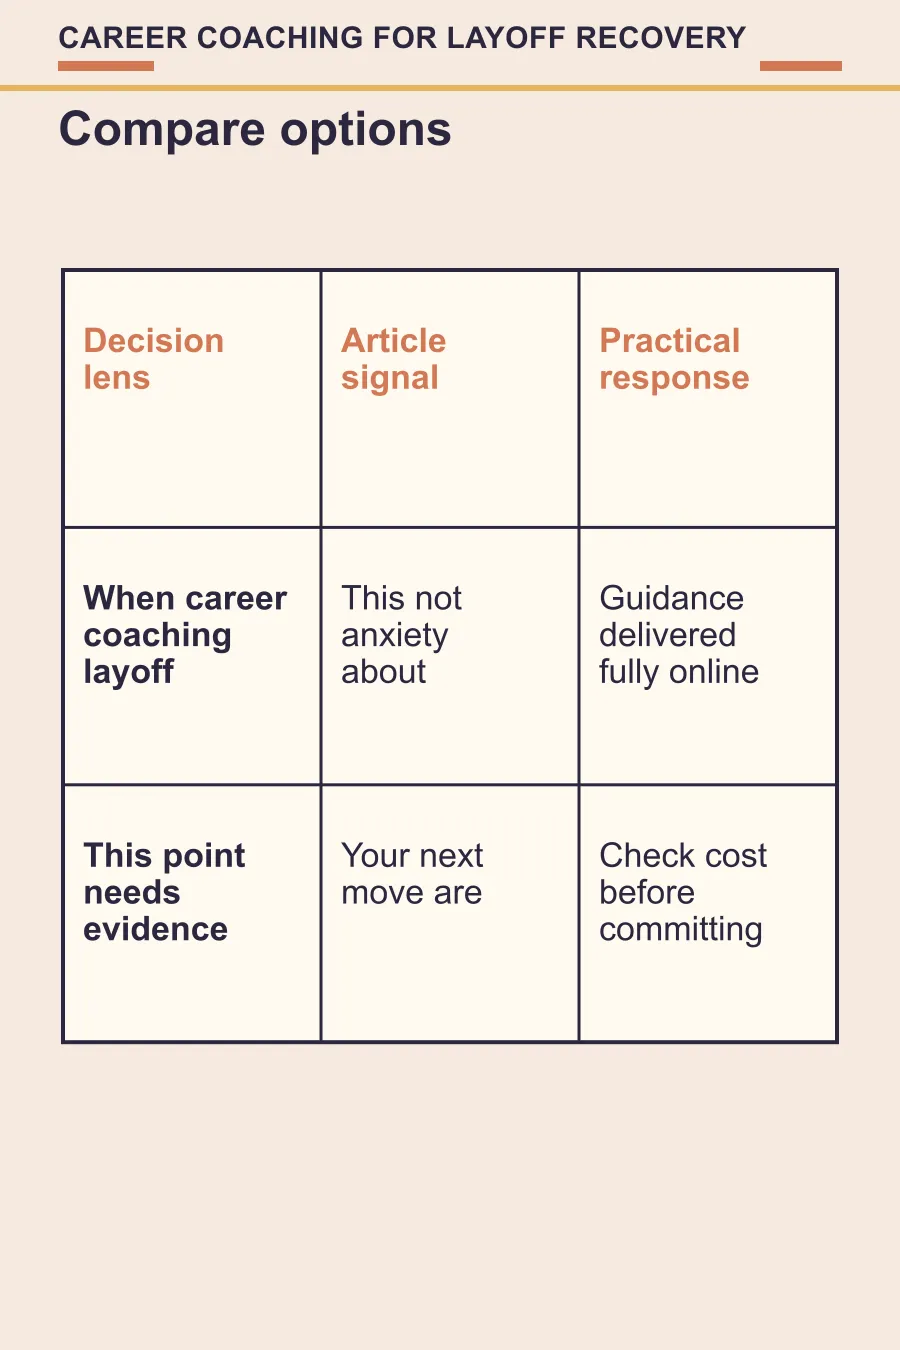 CAREER COACHING FOR LAYOFF RECOVERY
Compare options
Decision
lens
Article
signal
Practical
response
When career
coaching
layoff
This not
anxiety
about
Guidance
delivered
fully online
This point
needs
evidence
Your next
move are
Check cost
before
committing